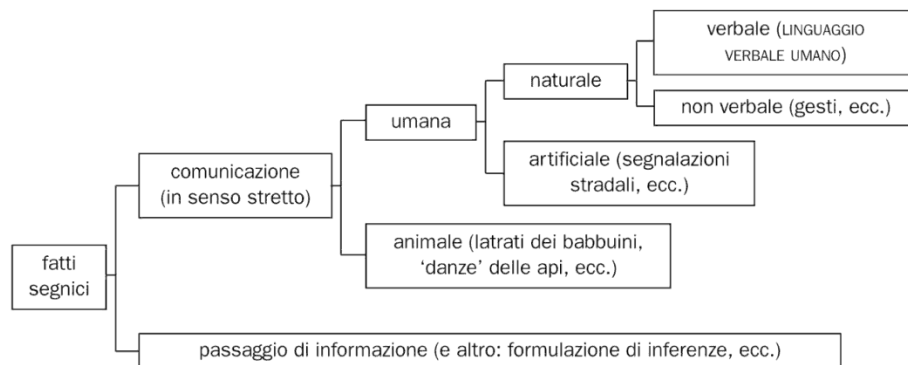 verbale (LINGUAGGIO
VERBALE UMANO)
naturale
non verbale (gesti, ecc.)
umana
comunicazione
(in senso stretto)
artificiale (segnalazioni
stradali, ecc.)
animale (latrati dei babbuini,
‘danze’ delle api, ecc.)
fatti
segnici
passaggio di informazione (e altro: formulazione di inferenze, ecc.)